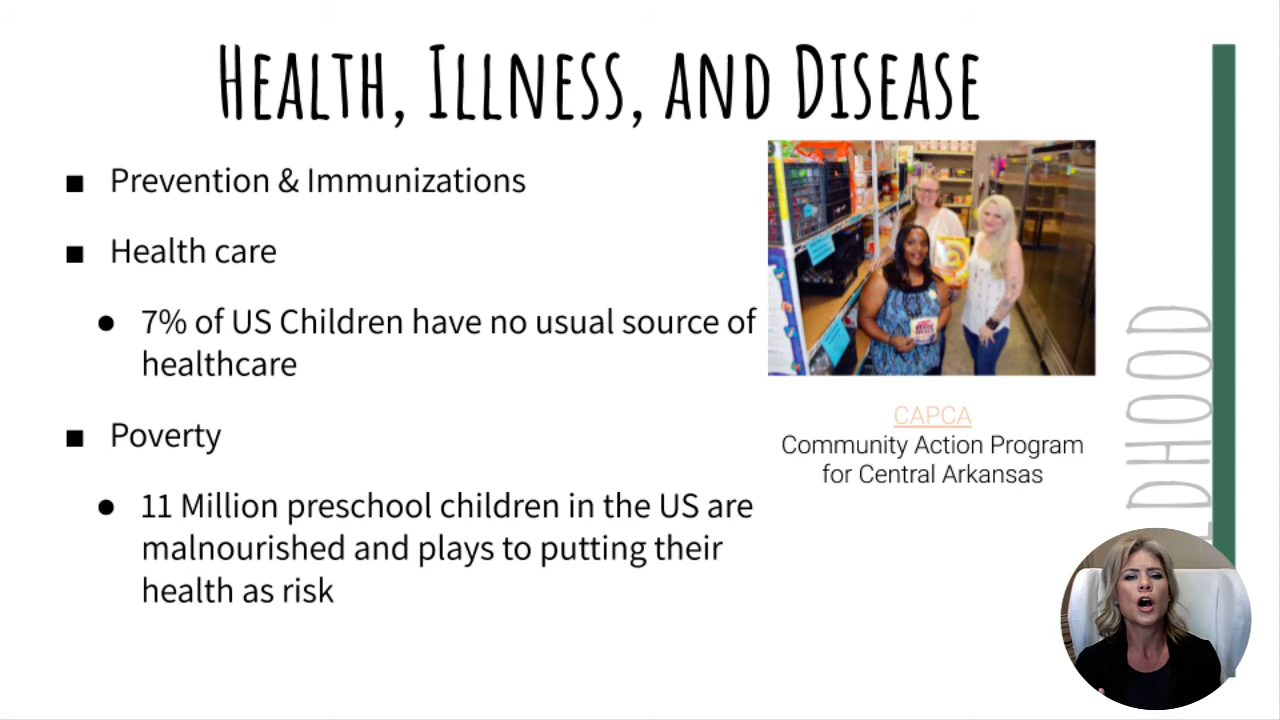 Health, Illness, and Disease
■ Prevention & Immunizations
■ Health care
● 7% of US Children have no usual source of
healthcare
■ Poverty
● 11 Million preschool children in the US are
malnourished and plays to putting their
health as risk
CAPCA
Community Action Program
for Central Arkansas
LDHOOD